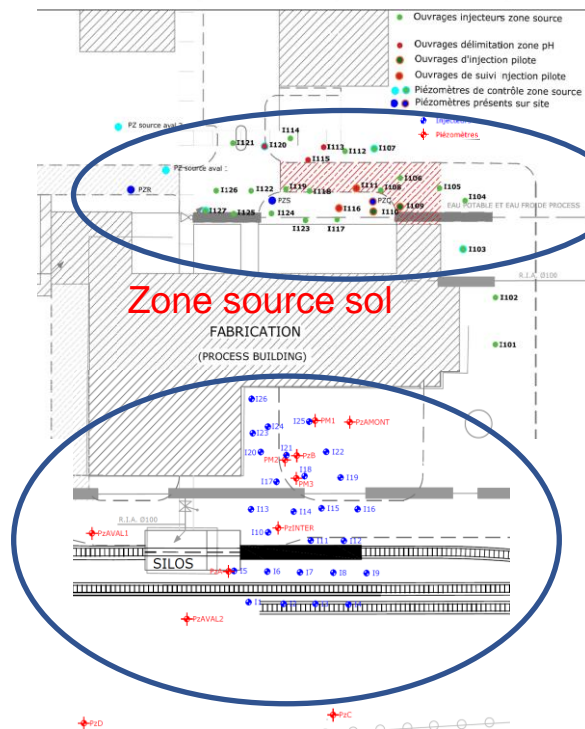 Ouvrages injecteurs zone source
Ouvrages délimitation zone pH
Ouvrages d'injection pilote
Ouvrages de suivi injection pilote
Piézomètres de contrôle zone source
Piézomètres présents sur site
Piézomètres
PZ source aval
I114
I121
I120
I113
I112
I107
I115
PZ source aval :
I106
PZR
I126
I122
I119
I118
I111
I108
I105
I104
PZS
PZC
I127
I125
I124
I116
I110
I109
EAU POTABLE ET EAU FROIDE PROCESS
I123
I117
I103
R.I.A. Ø100
Zone source sol
I102
FABRICATION
(PROCESS BUILDING)
I101
I26
I25
PM1
PzAMONT
I24
I23
I20
I21
PzB
I22
PM2
I18
I17
PM3
I19
I13
I14
I15
I16
R.I.A. Ø100
PzINTER
PzAVAL1
I10
I11
I12
SILOS
PzA
I5
I6
I7
I8
I9
I1
PzAVAL2
PzC
PzD